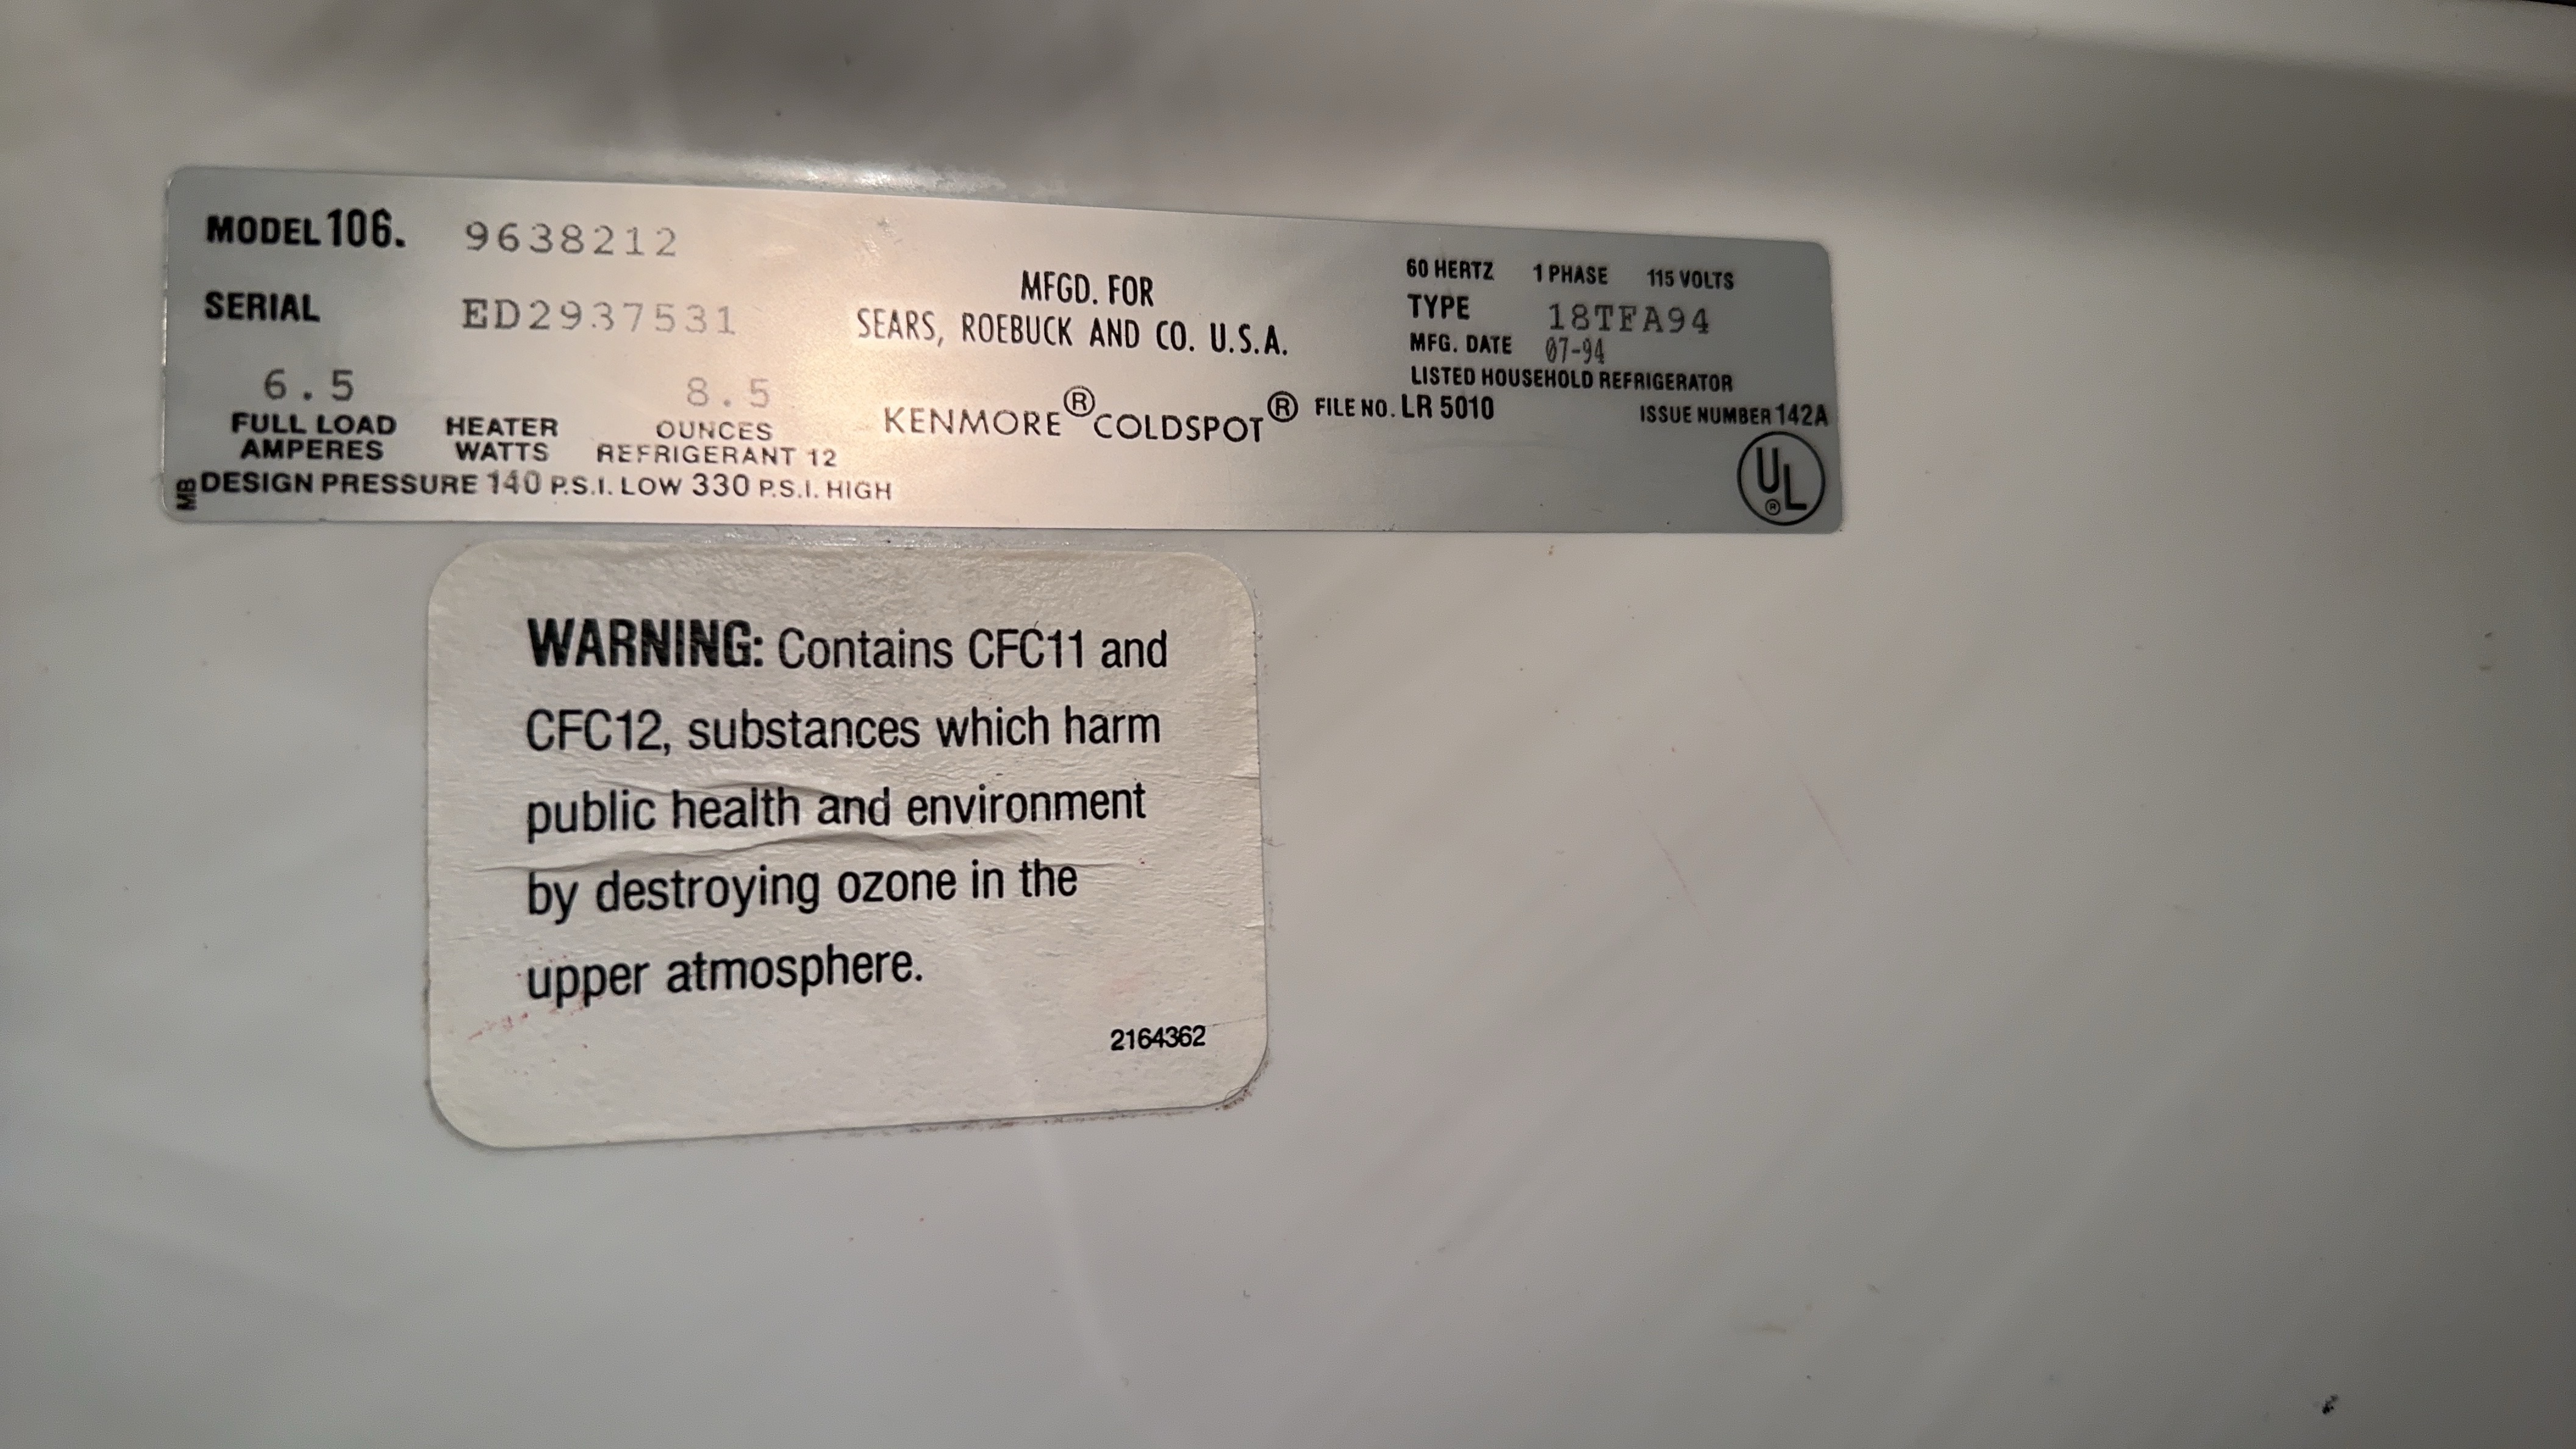 MODEL 106. 9638212
SERIAL ED2937531
6.5 8.5
FULL LOAD HEATER OUNCES
AMPERES WATTS REFRIGERANT 12
MB DESIGN PRESSURE 140 P.S.I. LOW 330 P.S.I. HIGH
MFGD. FOR
SEARS, ROEBUCK AND CO. U.S.A.
KENMORE® COLDSPOT®
60 HERTZ 1 PHASE 115 VOLTS
TYPE 18TFA94
MFG. DATE 07-94
LISTED HOUSEHOLD REFRIGERATOR
FILE NO. LR 5010 ISSUE NUMBER 142A
UL®
WARNING: Contains CFC11 and
CFC12, substances which harm
public health and environment
by destroying ozone in the
upper atmosphere.
2164362